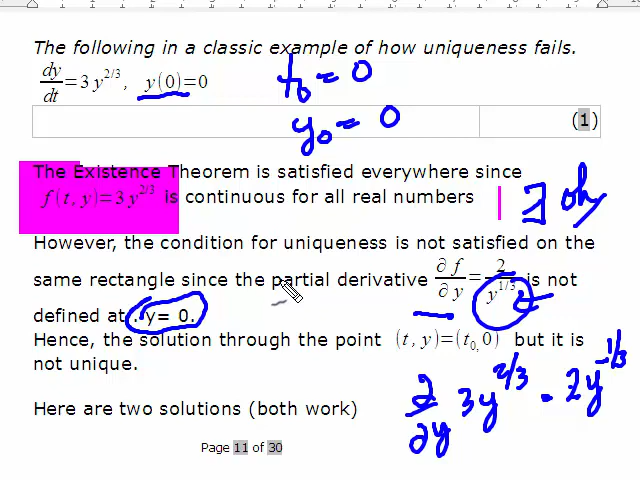 The following in a classic example of how uniqueness fails.
dy/dt = 3 y^2/3, y(0)=0
t0 = 0
y0 = 0
(1)
The Existence Theorem is satisfied everywhere since
f(t, y)=3 y^2/3 is continuous for all real numbers
∃ oh
However, the condition for uniqueness is not satisfied on the
same rectangle since the partial derivative ∂f/∂y = 2/y^1/3 is not
defined at . y= 0.
Hence, the solution through the point (t, y)=(t0, 0) but it is
not unique.
∂/∂y 3y^2/3 = 2y^-1/3
Here are two solutions (both work)
Page 11 of 30